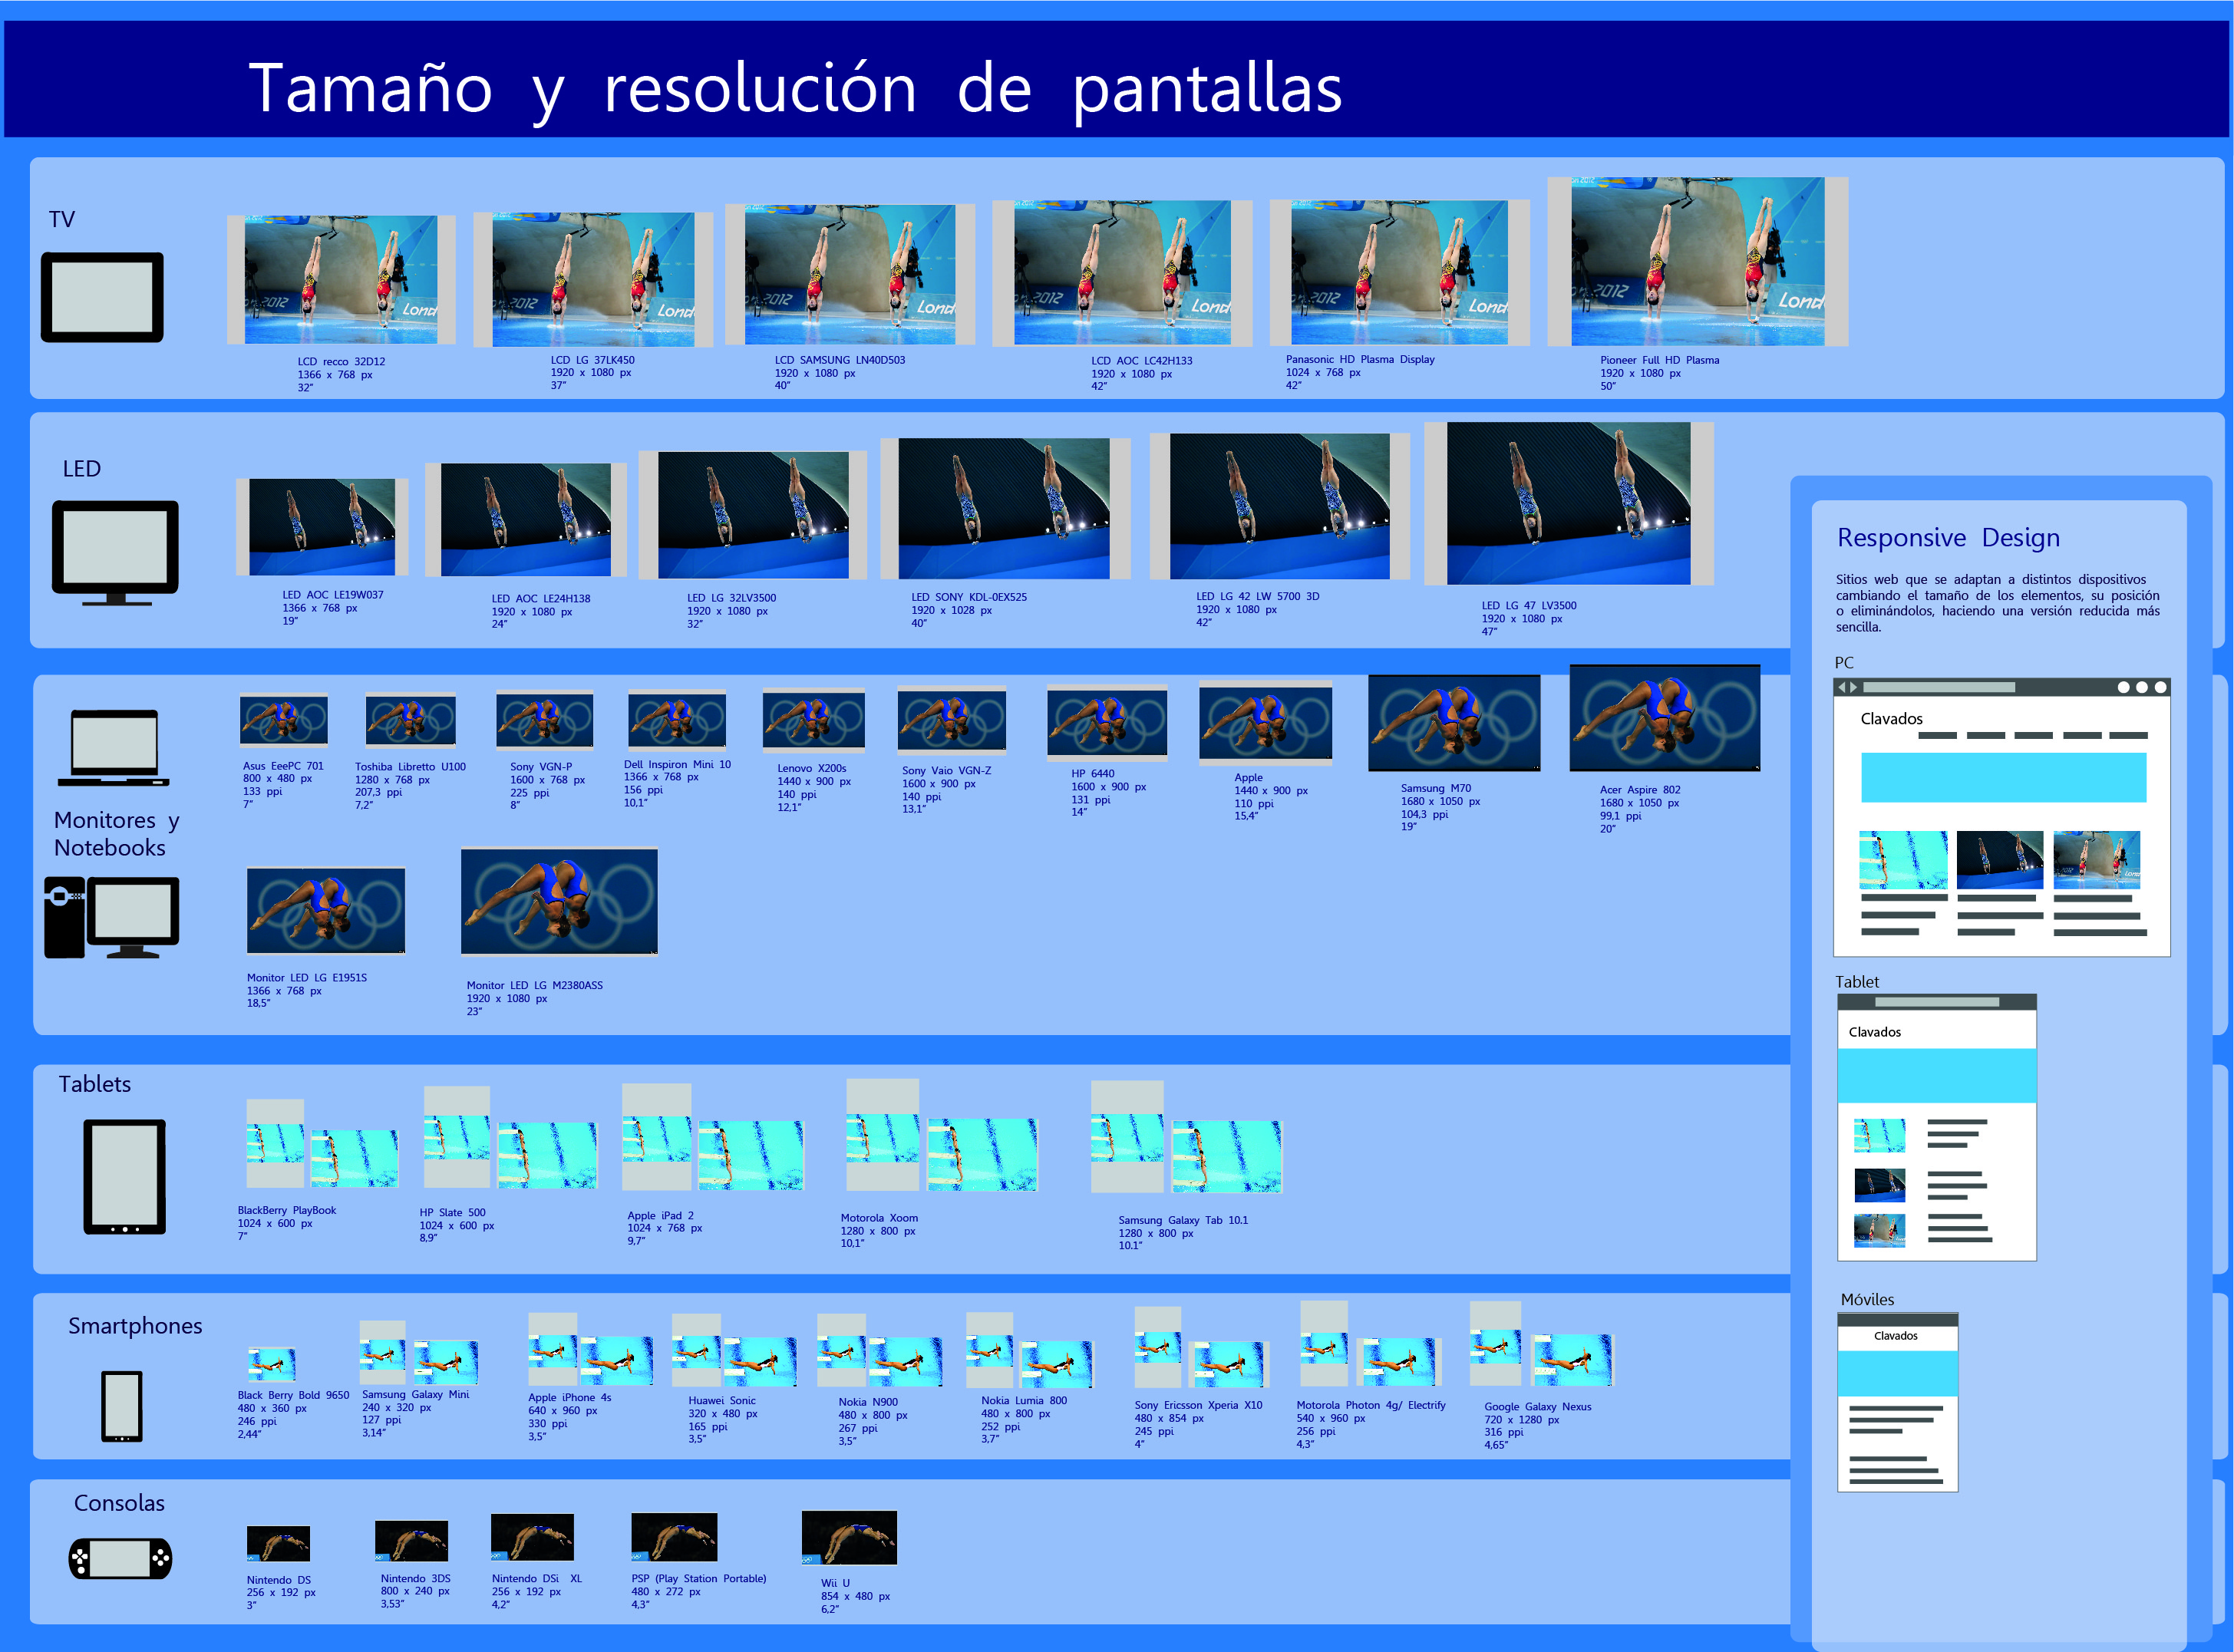 Tamaño y resolución de pantallas
TV
LCD recco 32D12
1366 x 768 px
32”
LCD LG 37LK450
1920 x 1080 px
37”
LCD SAMSUNG LN40D503
1920 x 1080 px
40”
LCD AOC LC42H133
1920 x 1080 px
42”
Panasonic HD Plasma Display
1024 x 768 px
42”
Pioneer Full HD Plasma
1920 x 1080 px
50”
LED
LED AOC LE19W037
1366 x 768 px
19”
LED AOC LE24H138
1920 x 1080 px
24”
LED LG 32LV3500
1920 x 1080 px
32”
LED SONY KDL-0EX525
1920 x 1028 px
40”
LED LG 42 LW 5700 3D
1920 x 1080 px
42”
LED LG 47 LV3500
1920 x 1080 px
47”
Monitores y
Notebooks
Asus EeePC 701
800 x 480 px
133 ppi
7”
Toshiba Libretto U100
1280 x 768 px
207,3 ppi
7,2”
Sony VGN-P
1600 x 768 px
225 ppi
8”
Dell Inspiron Mini 10
1366 x 768 px
156 ppi
10,1”
Lenovo X200s
1440 x 900 px
140 ppi
12,1”
Sony Vaio VGN-Z
1600 x 900 px
140 ppi
13,1”
HP 6440
1600 x 900 px
131 ppi
14”
Apple
1440 x 900 px
110 ppi
15,4”
Samsung M70
1680 x 1050 px
104,3 ppi
19”
Acer Aspire 802
1680 x 1050 px
99,1 ppi
20”
Monitor LED LG E1951S
1366 x 768 px
18,5”
Monitor LED LG M2380ASS
1920 x 1080 px
23”
Tablets
BlackBerry PlayBook
1024 x 600 px
7”
HP Slate 500
1024 x 600 px
8,9”
Apple iPad 2
1024 x 768 px
9,7”
Motorola Xoom
1280 x 800 px
10,1”
Samsung Galaxy Tab 10.1
1280 x 800 px
10.1”
Smartphones
Black Berry Bold 9650
480 x 360 px
246 ppi
2,44”
Samsung Galaxy Mini
240 x 320 px
127 ppi
3,14”
Apple iPhone 4s
640 x 960 px
330 ppi
3,5”
Huawei Sonic
320 x 480 px
165 ppi
3,5”
Nokia N900
480 x 800 px
267 ppi
3,5”
Nokia Lumia 800
480 x 800 px
252 ppi
3,7”
Sony Ericsson Xperia X10
480 x 854 px
245 ppi
4”
Motorola Photon 4g/ Electrify
540 x 960 px
256 ppi
4,3”
Google Galaxy Nexus
720 x 1280 px
316 ppi
4,65”
Consolas
Nintendo DS
256 x 192 px
3”
Nintendo 3DS
800 x 240 px
3,53”
Nintendo DSi XL
256 x 192 px
4,2”
PSP (Play Station Portable)
480 x 272 px
4,3”
Wii U
854 x 480 px
6,2”
Responsive Design
Sitios web que se adaptan a distintos dispositivos
cambiando el tamaño de los elementos, su posición
o eliminándolos, haciendo una versión reducida más
sencilla.
PC
Clavados
Tablet
Clavados
Móviles
Clavados